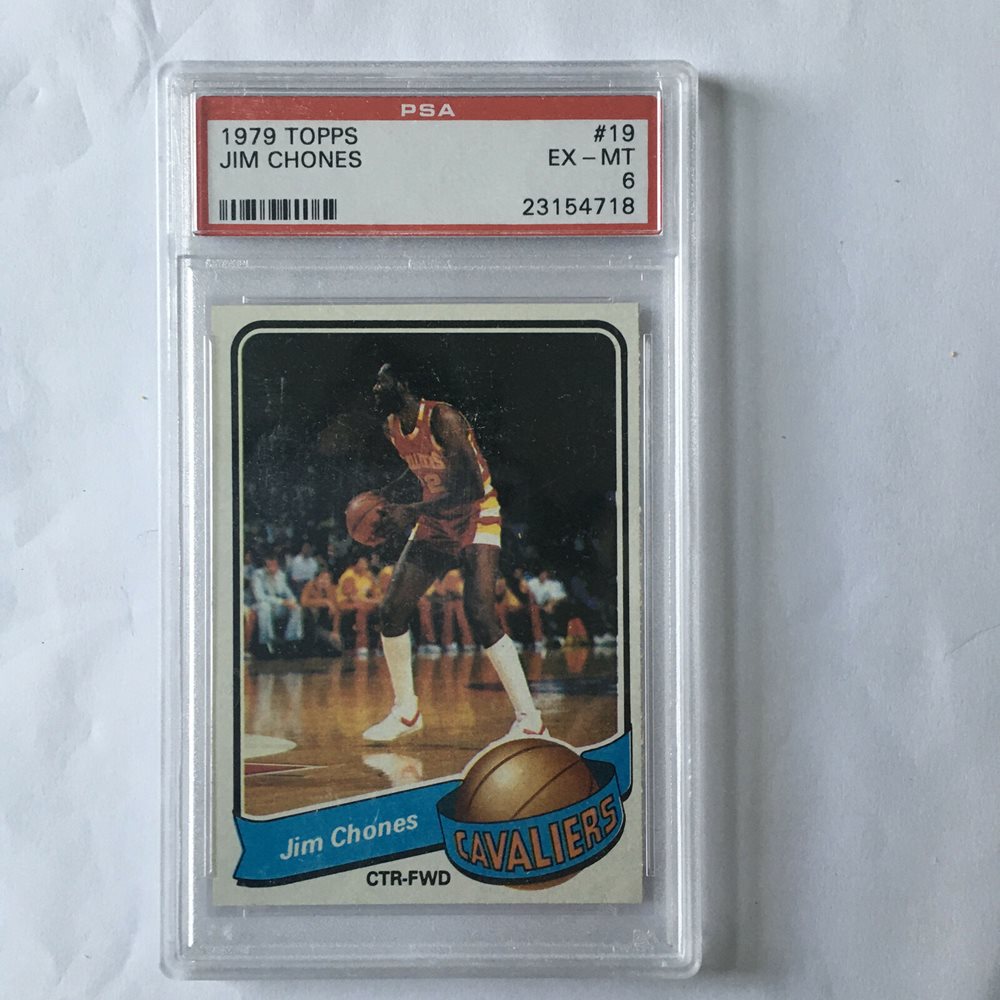 PSA
1979 TOPPS #19
JIM CHONES EX – MT
6
23154718
Jim Chones
CAVALIERS
CTR-FWD